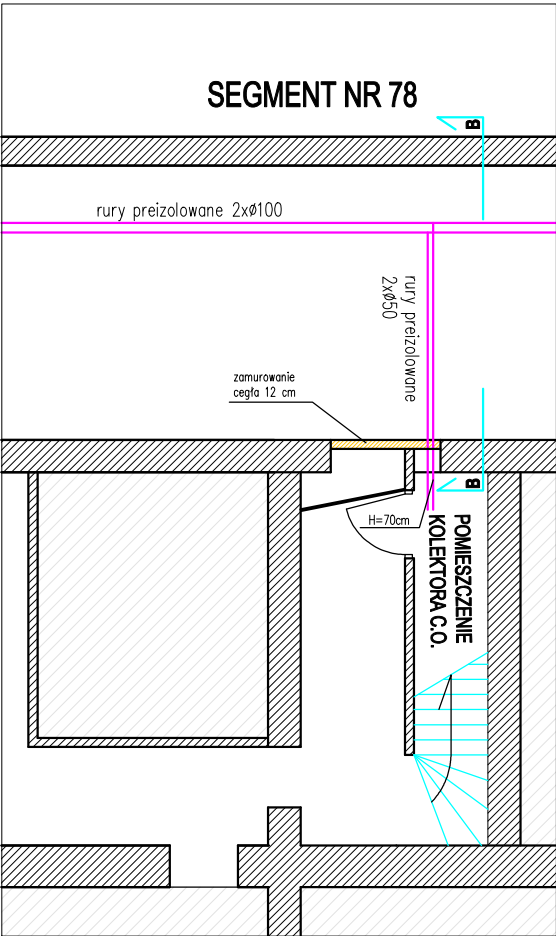 SEGMENT NR 78
B
rury preizolowane 2xø100
rury preizolowane
2xø50
zamurowanie
cegła 12 cm
B
H=70cm
POMIESZCZENIE
KOLEKTORA C.O.